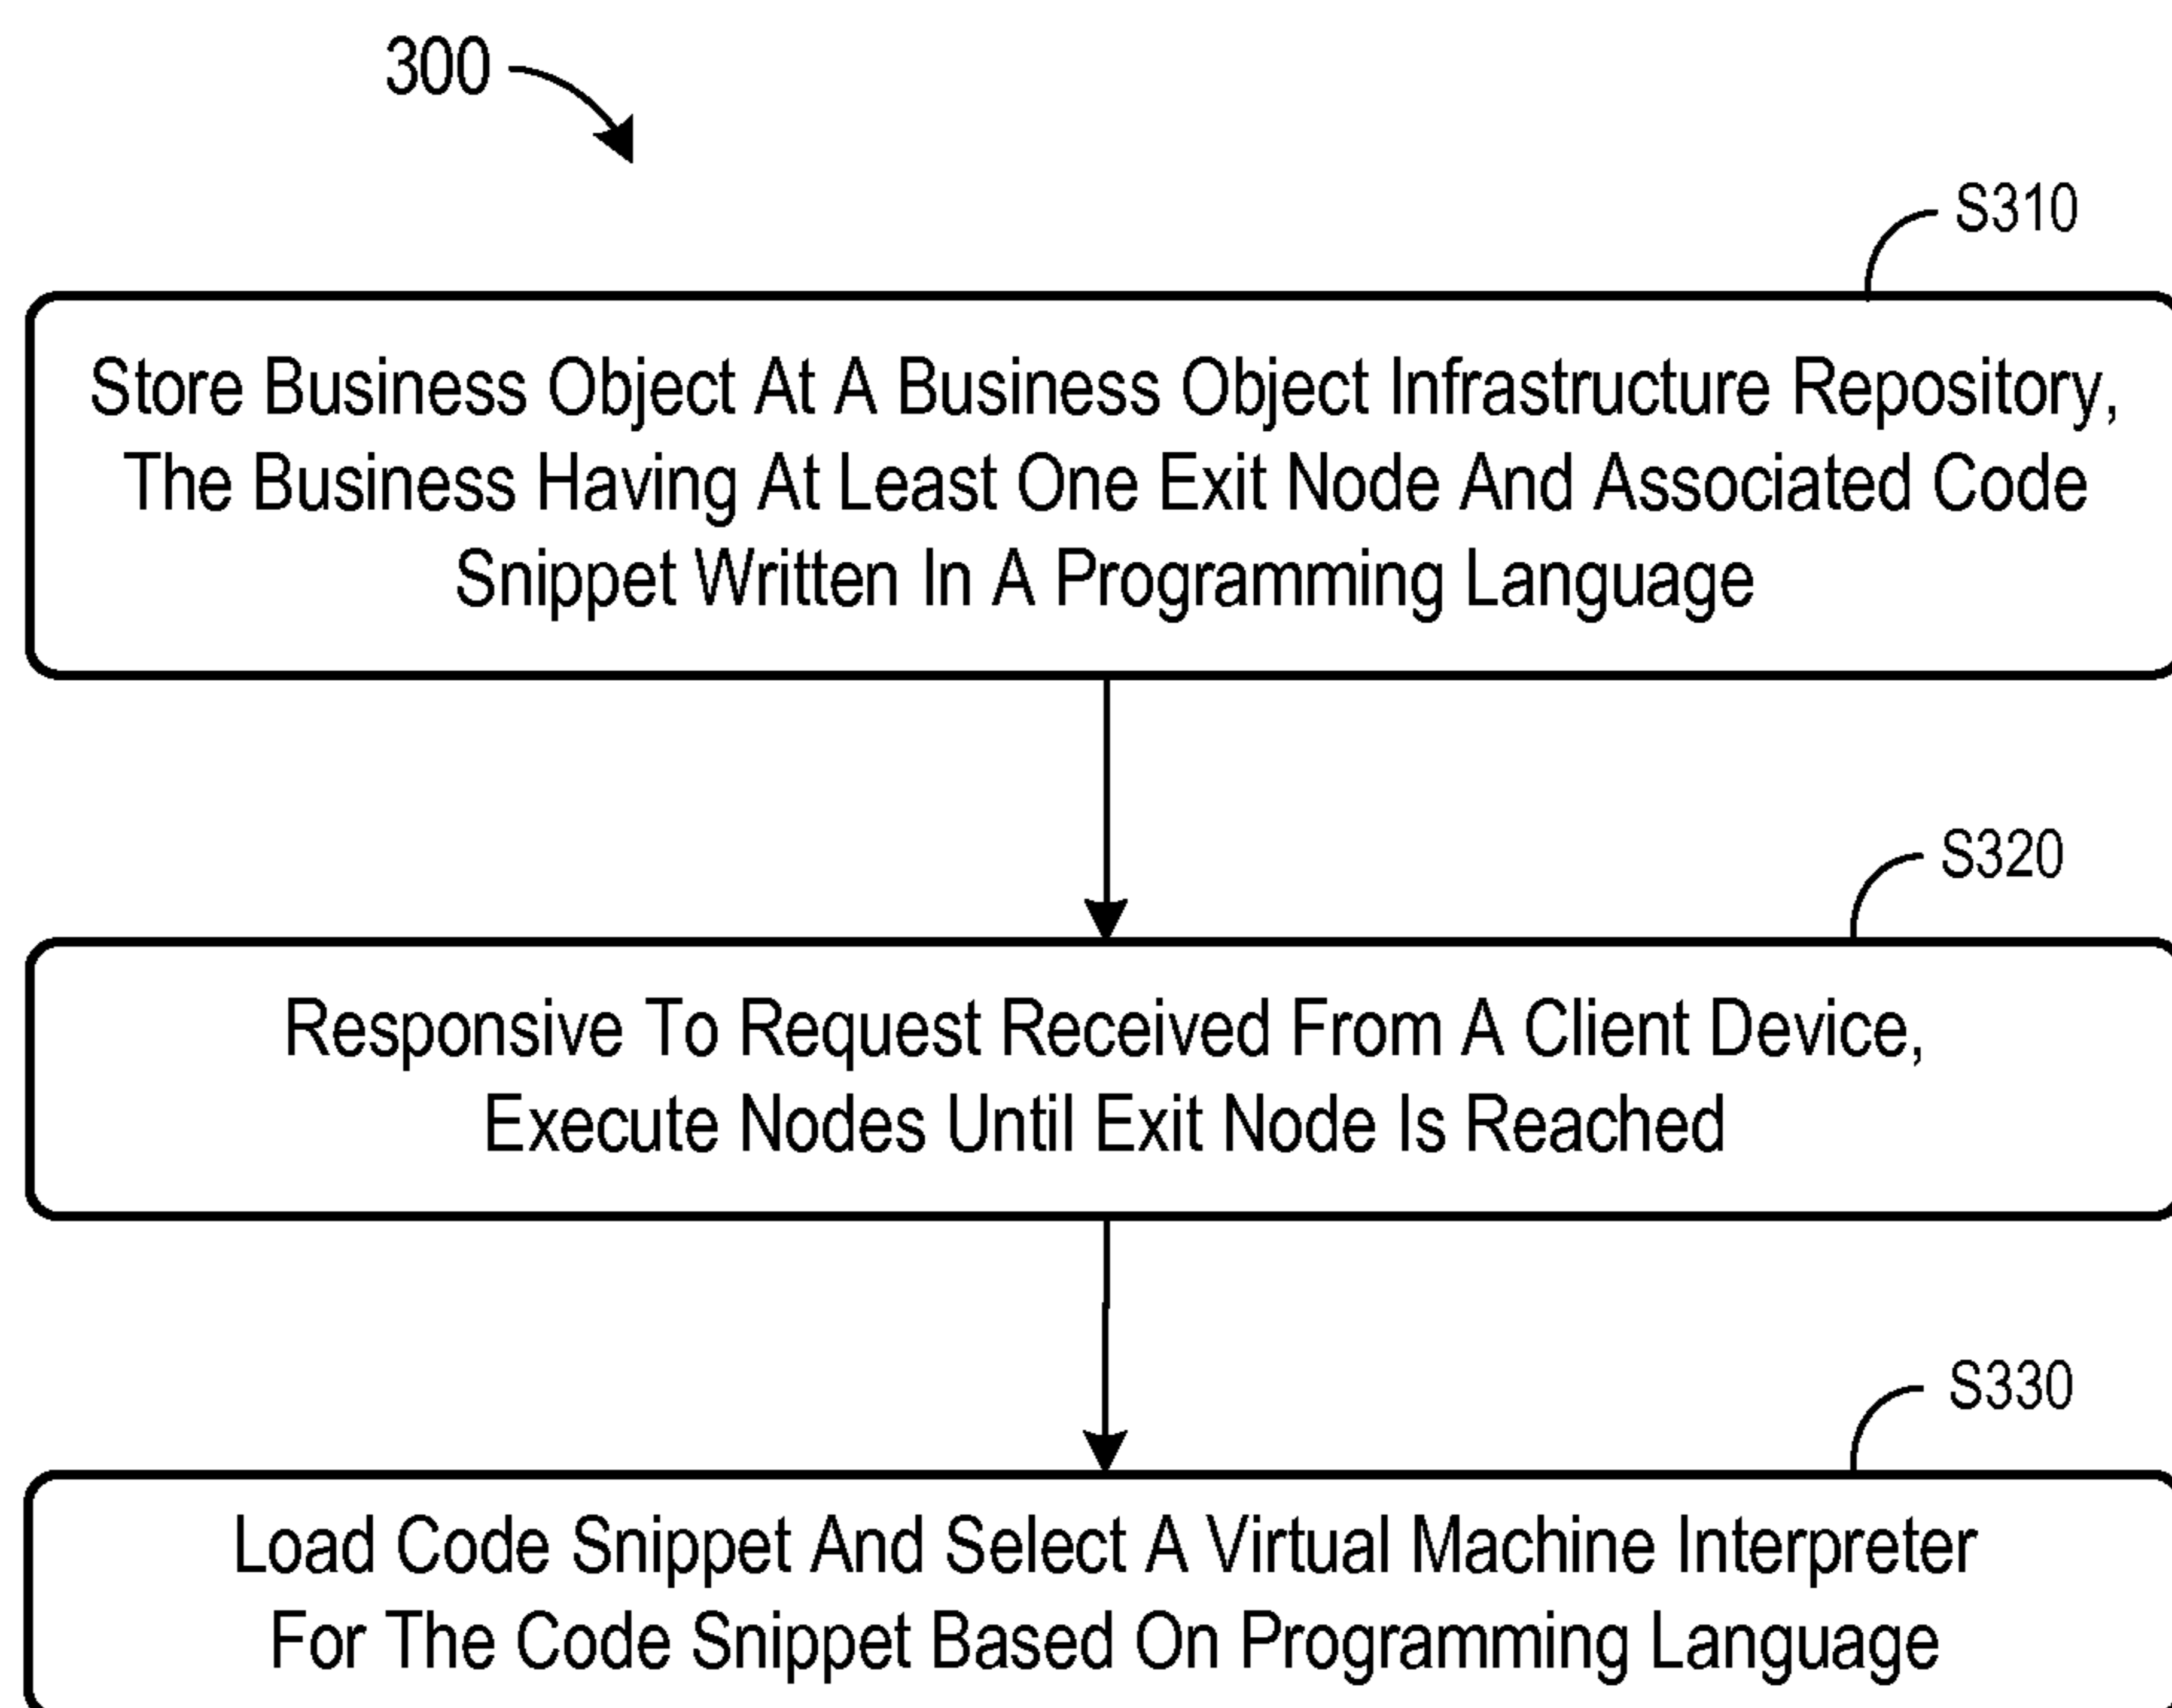 300
S310
Store Business Object At A Business Object Infrastructure Repository,
The Business Having At Least One Exit Node And Associated Code
Snippet Written In A Programming Language
S320
Responsive To Request Received From A Client Device,
Execute Nodes Until Exit Node Is Reached
S330
Load Code Snippet And Select A Virtual Machine Interpreter
For The Code Snippet Based On Programming Language